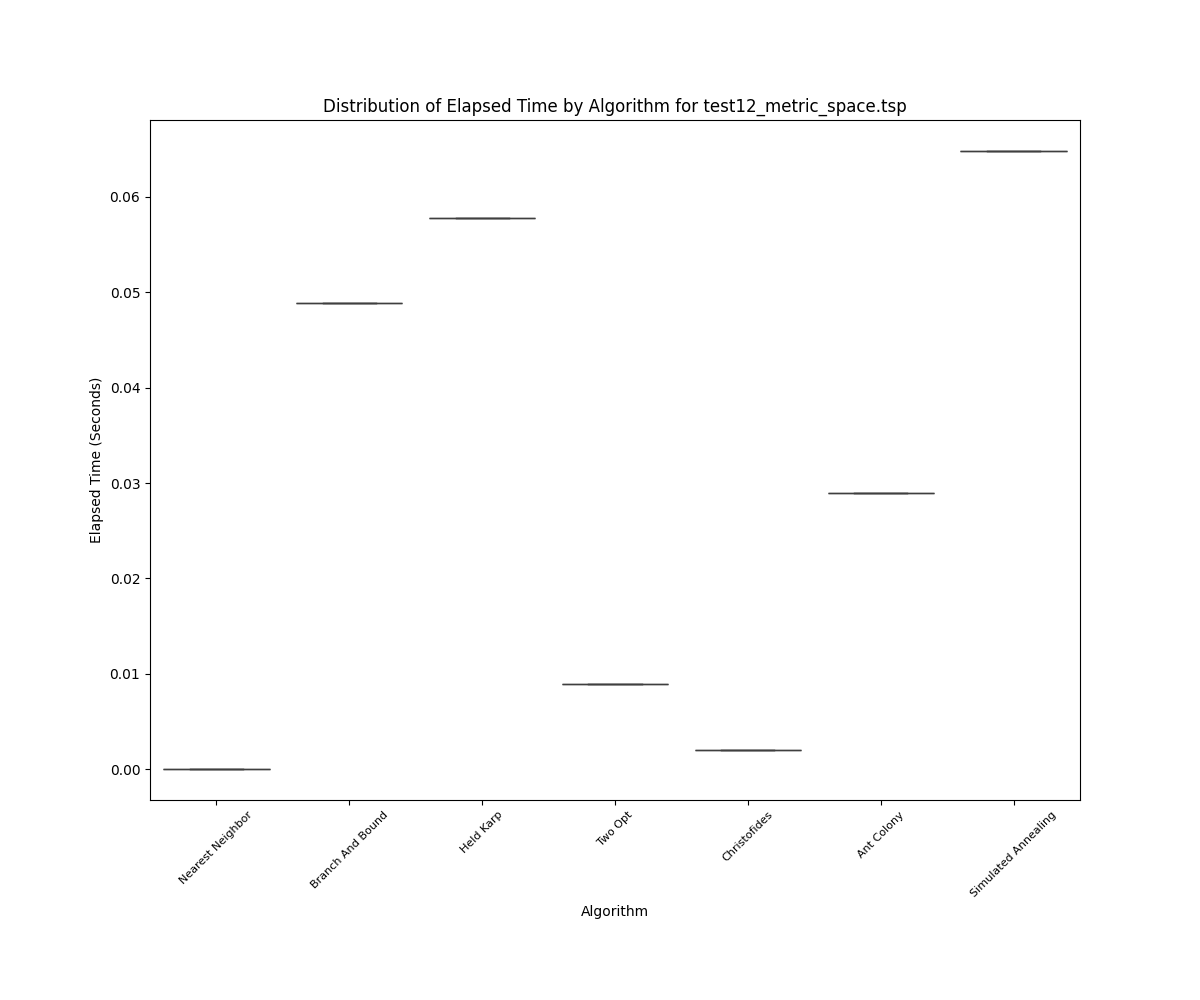 Distribution of Elapsed Time by Algorithm for test12_metric_space.tsp
Elapsed Time (Seconds)
0.06
0.05
0.04
0.03
0.02
0.01
0.00
Nearest Neighbor
Branch And Bound
Held Karp
Two Opt
Christofides
Ant Colony
Simulated Annealing
Algorithm